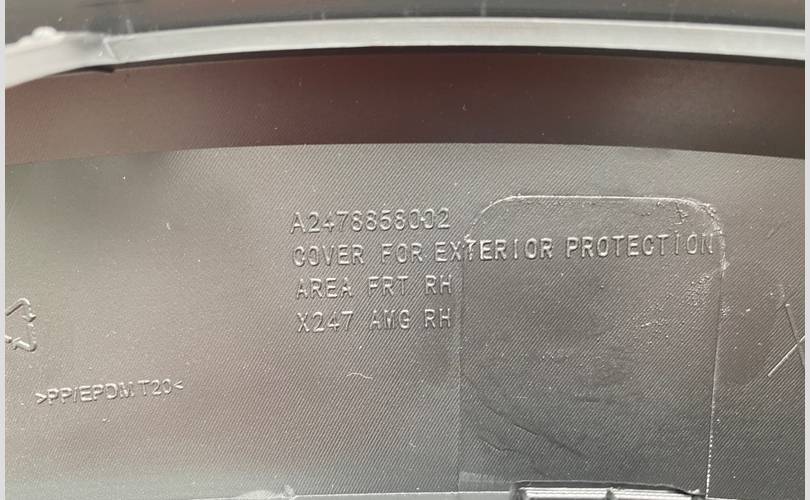 A2478858002
COVER FOR EXTERIOR PROTECTION
AREA FRT RH
X247 AMG RH
>PP/EPDM T20<